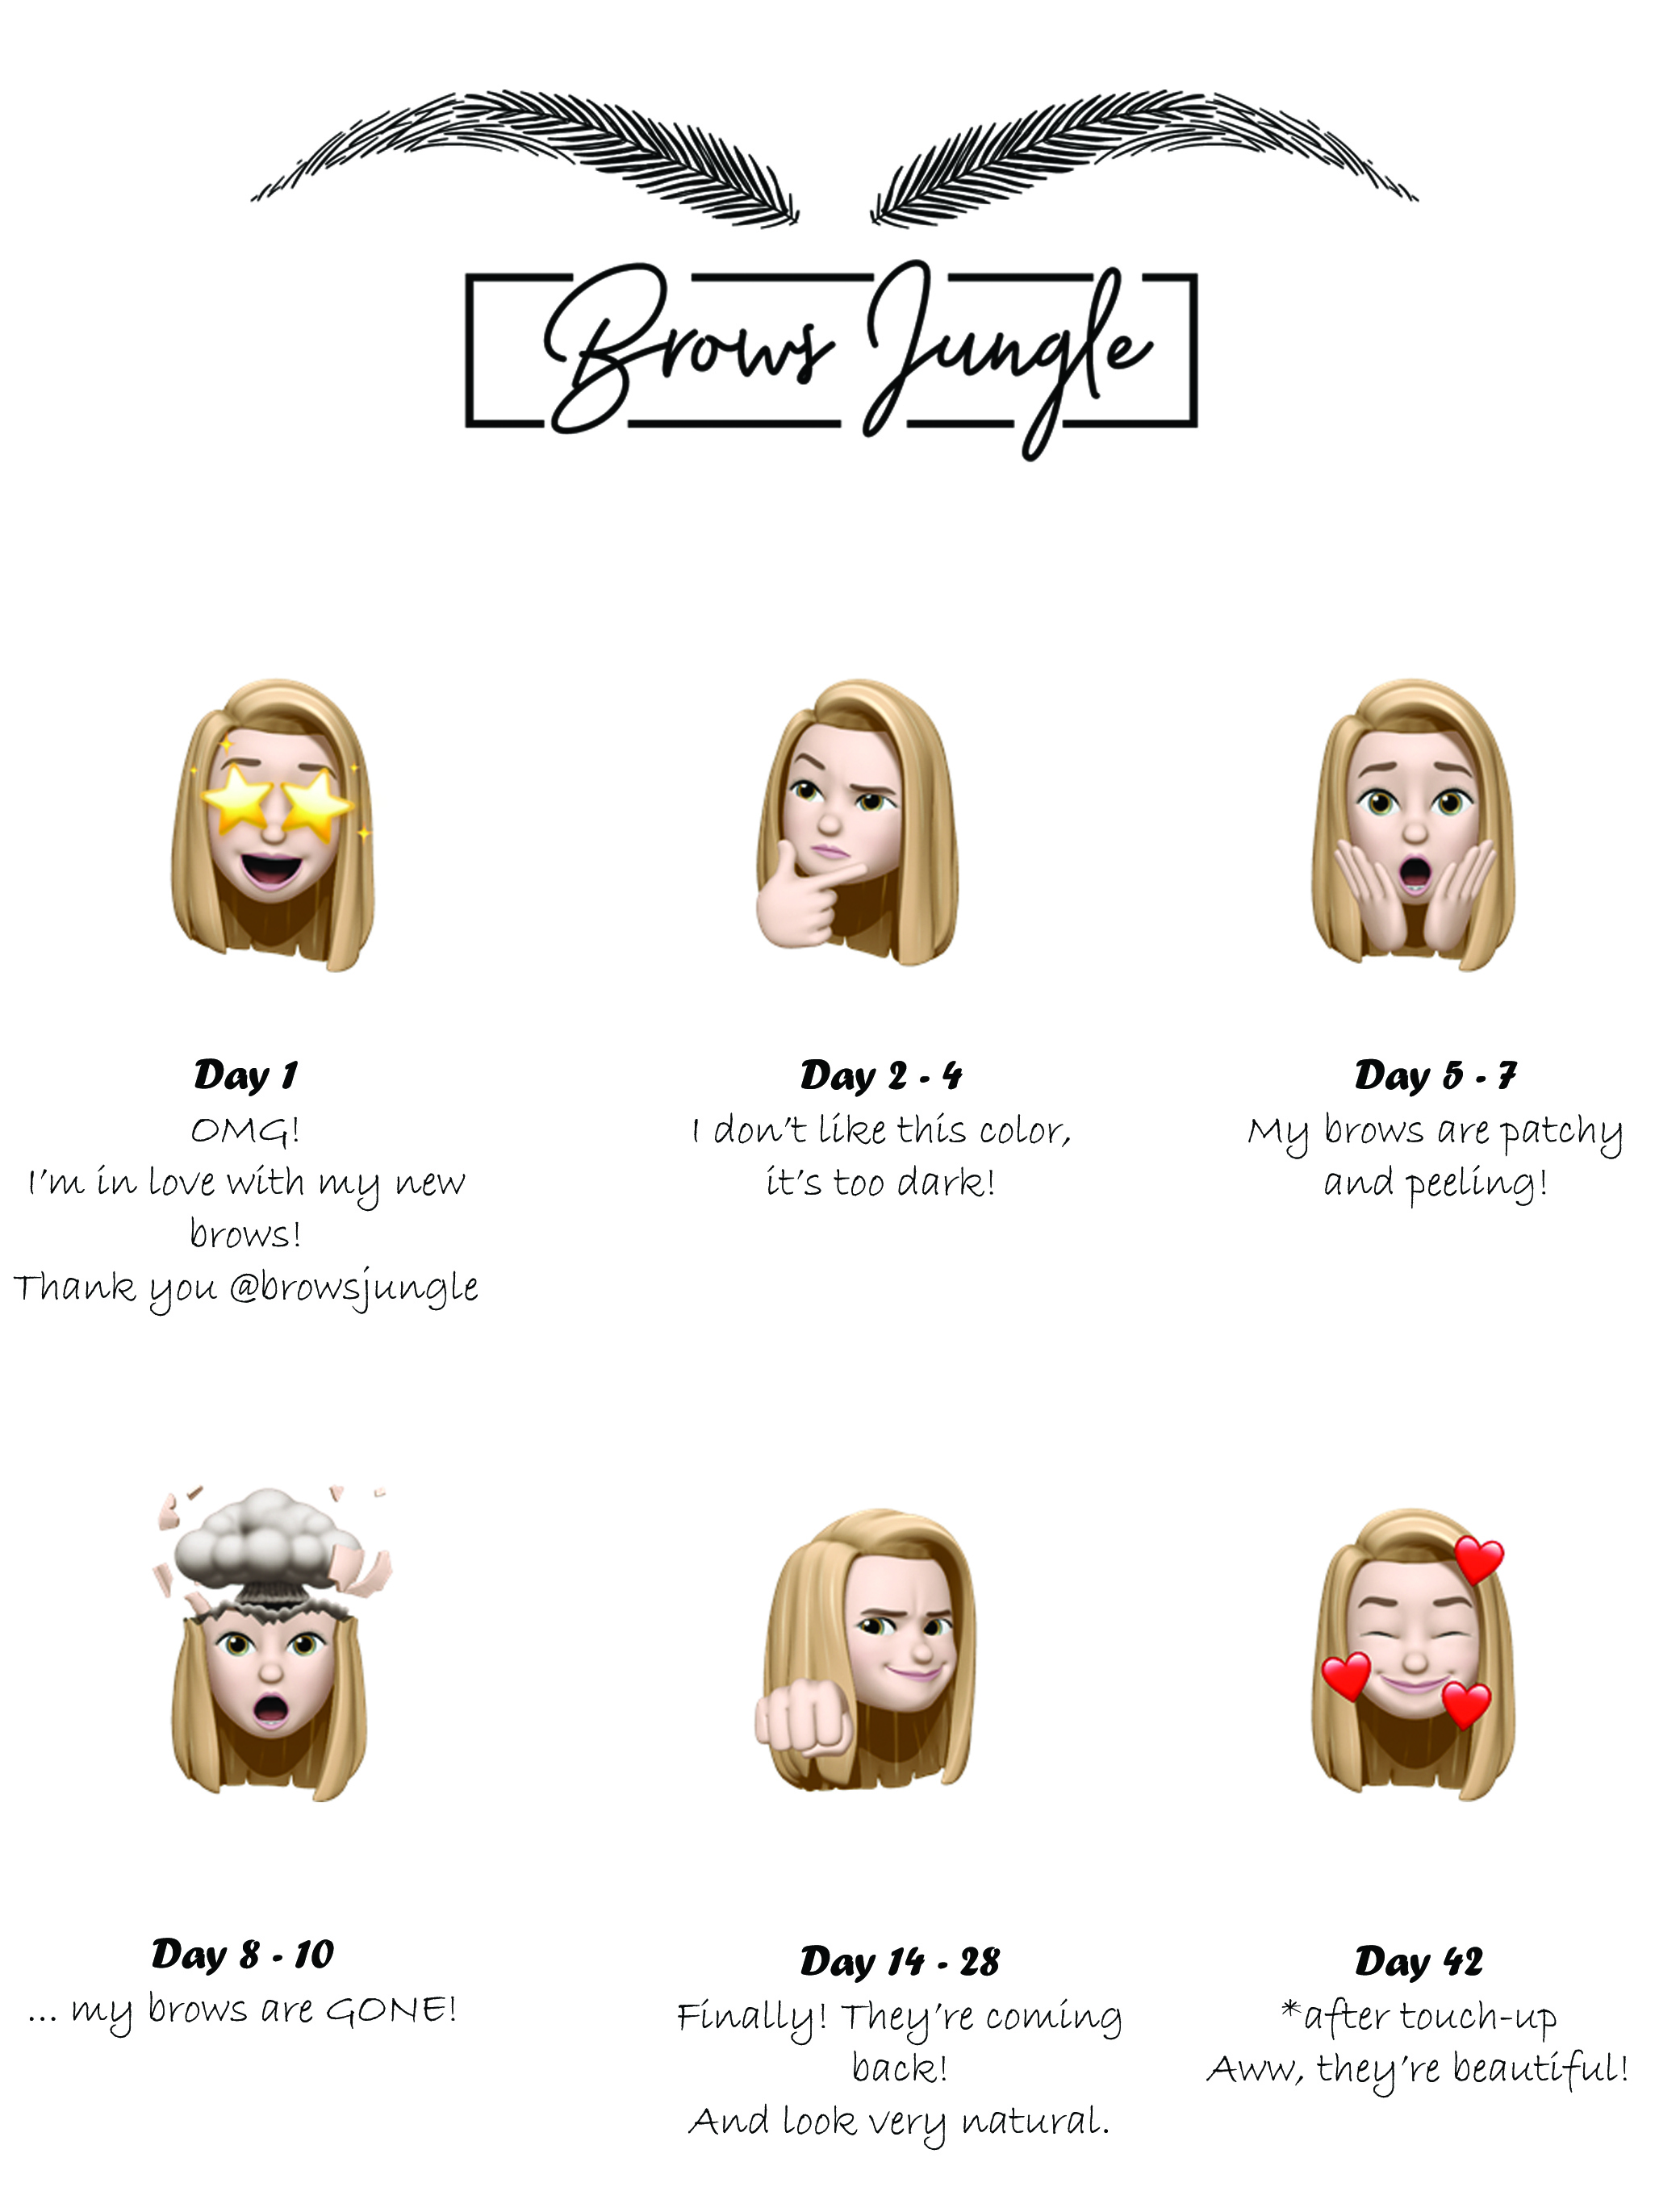 Brows Jungle
Day 1
OMG!
I'm in love with my new
brows!
Thank you @browsjungle
Day 2 - 4
I don't like this color,
it's too dark!
Day 5 - 7
My brows are patchy
and peeling!
Day 8 - 10
... my brows are GONE!
Day 14 - 28
Finally! They're coming
back!
And look very natural.
Day 42
*after touch-up
Aww, they're beautiful!